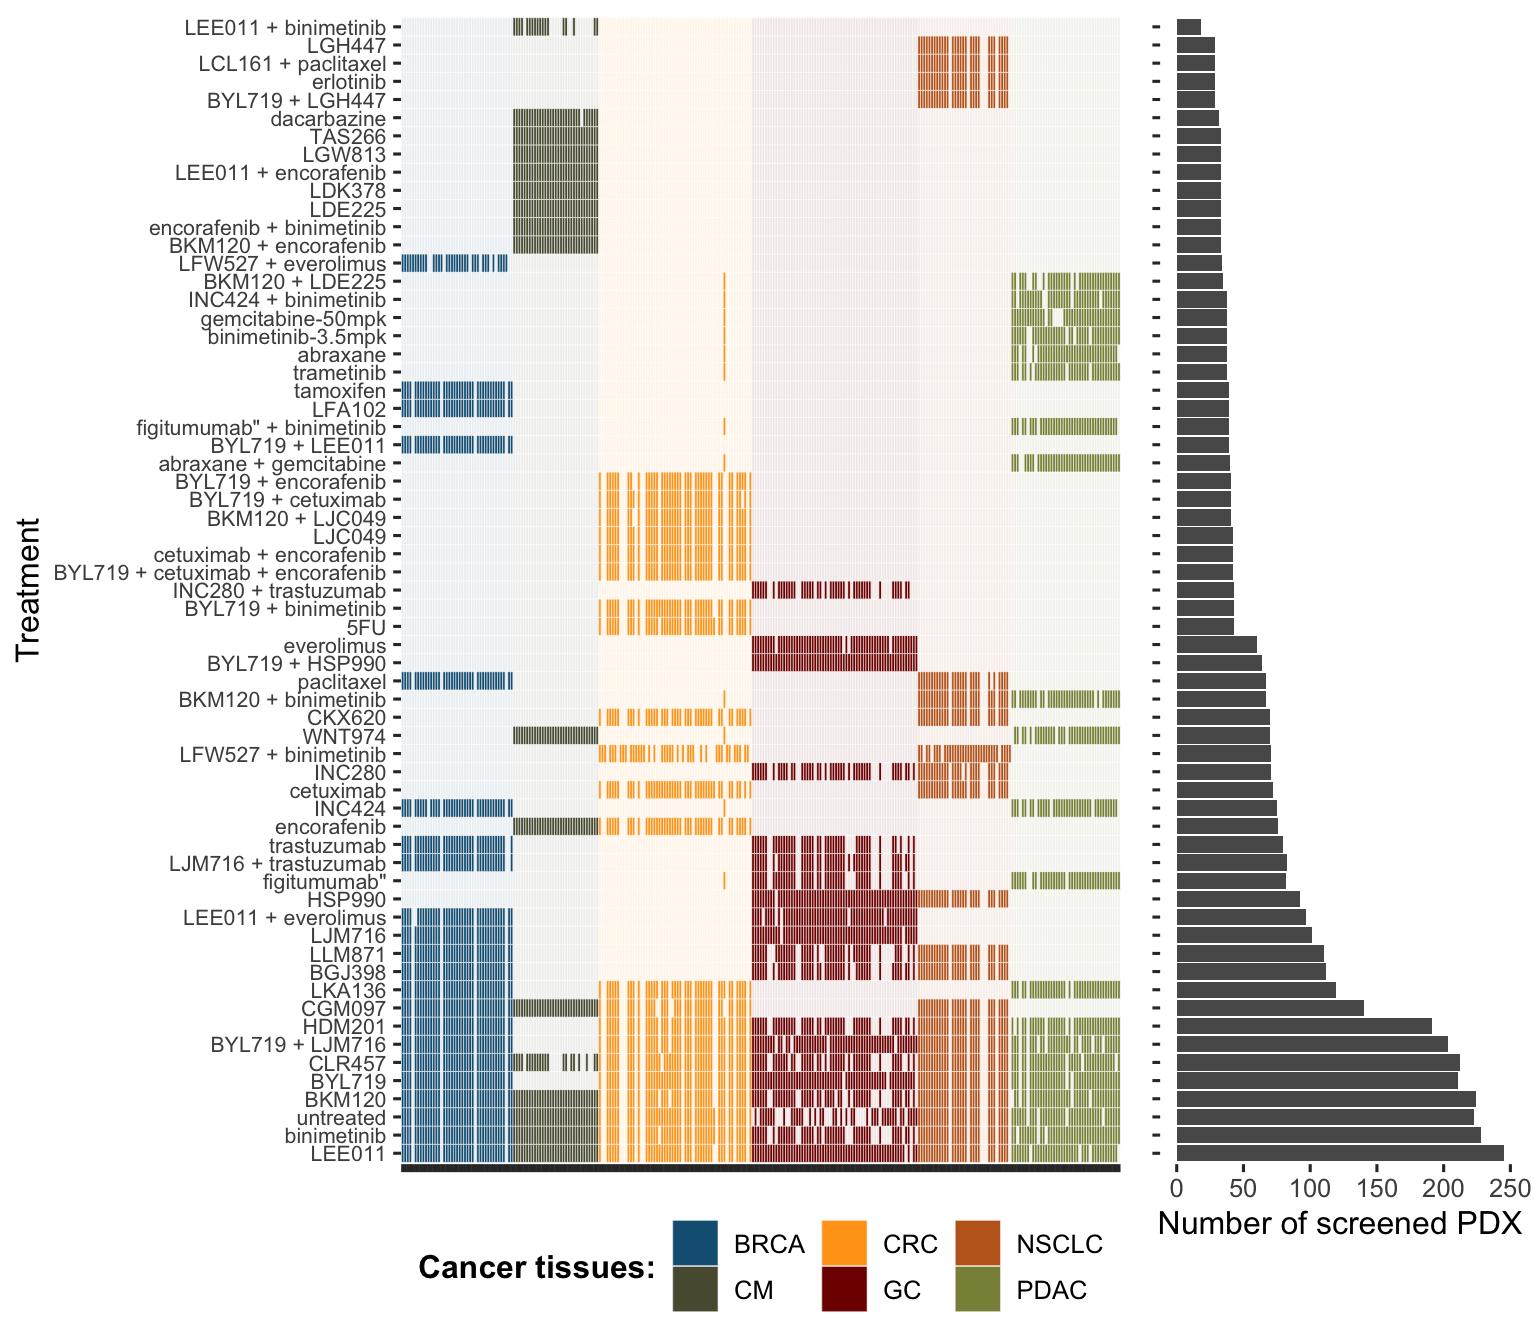 Treatment
LEE011 + binimetinib
LGH447
LCL161 + paclitaxel
erlotinib
BYL719 + LGH447
dacarbazine
TAS266
LGW813
LEE011 + encorafenib
LDK378
LDE225
encorafenib + binimetinib
BKM120 + encorafenib
LFW527 + everolimus
BKM120 + LDE225
INC424 + binimetinib
gemcitabine-50mpk
binimetinib-3.5mpk
abraxane
trametinib
tamoxifen
LFA102
figitumumab" + binimetinib
BYL719 + LEE011
abraxane + gemcitabine
BYL719 + encorafenib
BYL719 + cetuximab
BKM120 + LJC049
LJC049
cetuximab + encorafenib
BYL719 + cetuximab + encorafenib
INC280 + trastuzumab
BYL719 + binimetinib
5FU
everolimus
BYL719 + HSP990
paclitaxel
BKM120 + binimetinib
CKX620
WNT974
LFW527 + binimetinib
INC280
cetuximab
INC424
encorafenib
trastuzumab
LJM716 + trastuzumab
figitumumab"
HSP990
LEE011 + everolimus
LJM716
LLM871
BGJ398
LKA136
CGM097
HDM201
BYL719 + LJM716
CLR457
BYL719
BKM120
untreated
binimetinib
LEE011
0 50 100 150 200 250
Number of screened PDX
Cancer tissues:
BRCA CRC NSCLC
CM GC PDAC